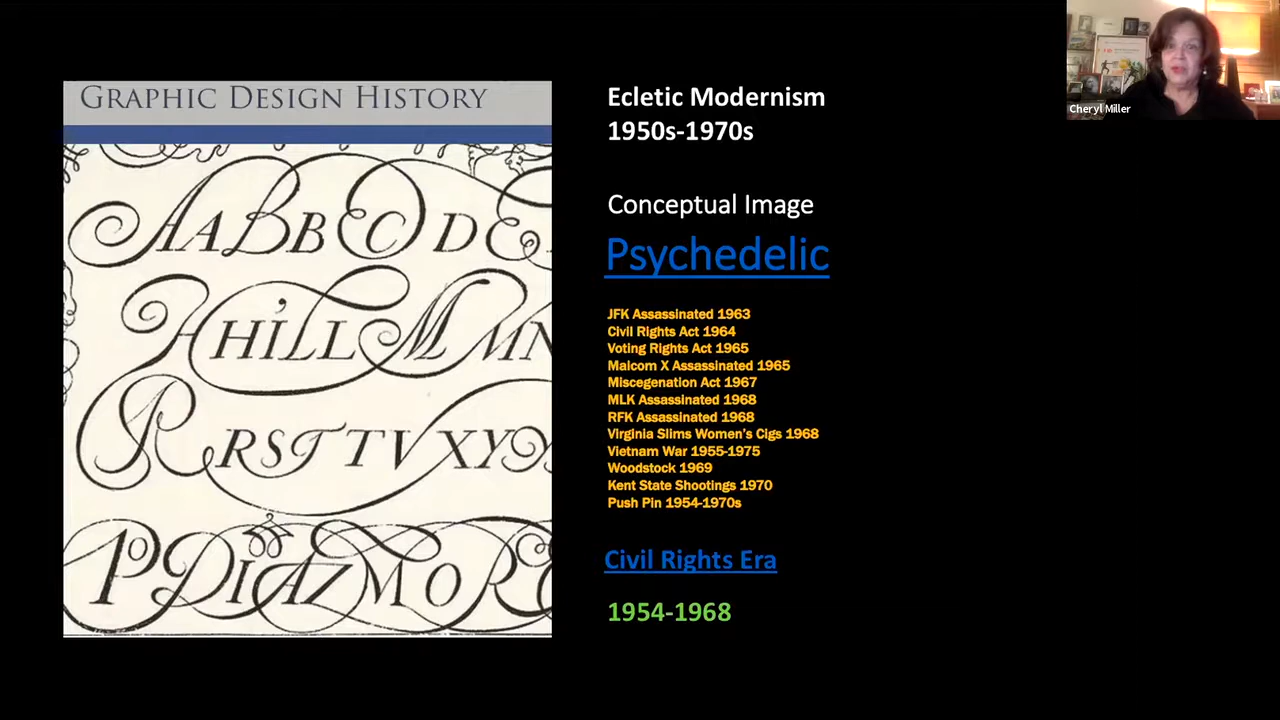 GRAPHIC DESIGN HISTORY
AABBCDE
HHILLMMN
RRSTTVXYY
PODIAZMORE
Ecletic Modernism
1950s-1970s
Conceptual Image
Psychedelic
JFK Assassinated 1963
Civil Rights Act 1964
Voting Rights Act 1965
Malcom X Assassinated 1965
Miscegenation Act 1967
MLK Assassinated 1968
RFK Assassinated 1968
Virginia Slims Women's Cigs 1968
Vietnam War 1955-1975
Woodstock 1969
Kent State Shootings 1970
Push Pin 1954-1970s
Civil Rights Era
1954-1968
Cheryl Miller